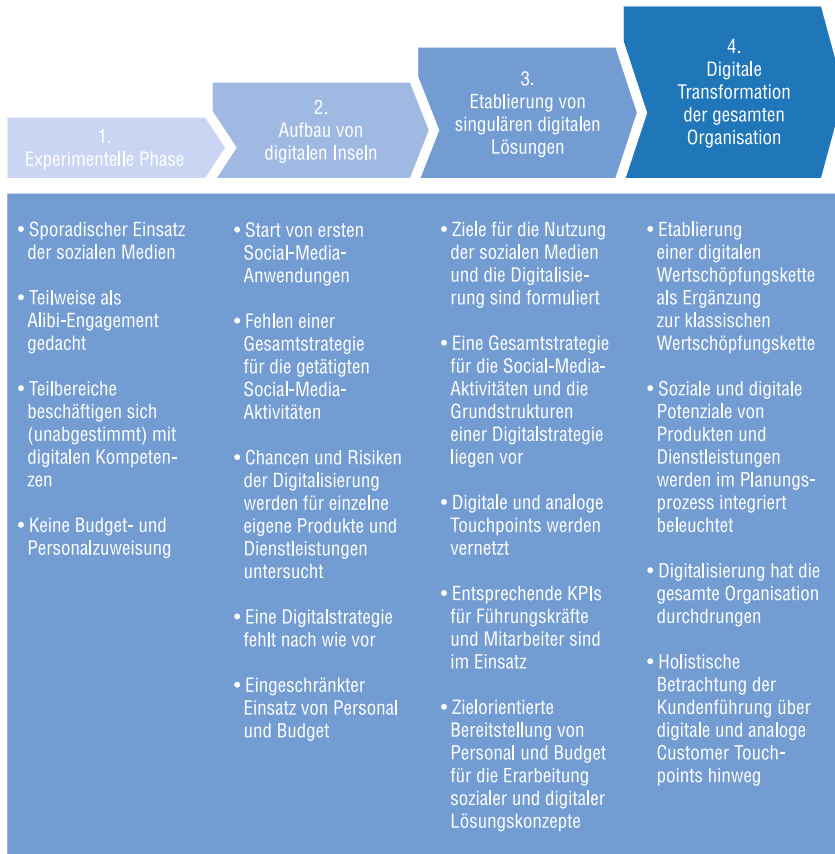 1.
Experimentelle Phase
2.
Aufbau von
digitalen Inseln
3.
Etablierung von
singulären digitalen
Lösungen
4.
Digitale
Transformation
der gesamten
Organisation
• Sporadischer Einsatz
der sozialen Medien
• Teilweise als
Alibi-Engagement
gedacht
• Teilbereiche
beschäftigen sich
(unabgestimmt) mit
digitalen Kompeten-
zen
• Keine Budget- und
Personalzuweisung
• Start von ersten
Social-Media-
Anwendungen
• Fehlen einer
Gesamtstrategie
für die getätigten
Social-Media-
Aktivitäten
• Chancen und Risiken
der Digitalisierung
werden für einzelne
eigene Produkte und
Dienstleistungen
untersucht
• Eine Digitalstrategie
fehlt nach wie vor
• Eingeschränkter
Einsatz von Personal
und Budget
• Ziele für die Nutzung
der sozialen Medien
und die Digitalisie-
rung sind formuliert
• Eine Gesamtstrategie
für die Social-Media-
Aktivitäten und die
Grundstrukturen
einer Digitalstrategie
liegen vor
• Digitale und analoge
Touchpoints werden
vernetzt
• Entsprechende KPIs
für Führungskräfte
und Mitarbeiter sind
im Einsatz
• Zielorientierte
Bereitstellung von
Personal und Budget
für die Erarbeitung
sozialer und digitaler
Lösungskonzepte
• Etablierung
einer digitalen
Wertschöpfungskette
als Ergänzung
zur klassischen
Wertschöpfungskette
• Soziale und digitale
Potenziale von
Produkten und
Dienstleistungen
werden im Planungs-
prozess integriert
beleuchtet
• Digitalisierung hat die
gesamte Organisation
durchdrungen
• Holistische
Betrachtung der
Kundenführung über
digitale und analoge
Customer Touch-
points hinweg